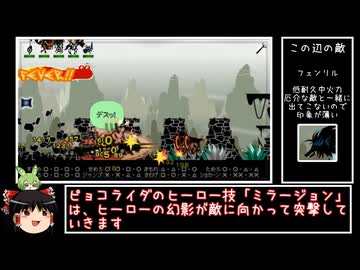 FEVER!!
デスッ!
この辺の敵
フェンリル
低耐久中火力
厄介な敵と一緒に
出てこないので
印象が薄い
ピョコライダのヒーロー技「ミラージョン」
は、ヒーローの幻影が敵に向かって突撃して
いきます